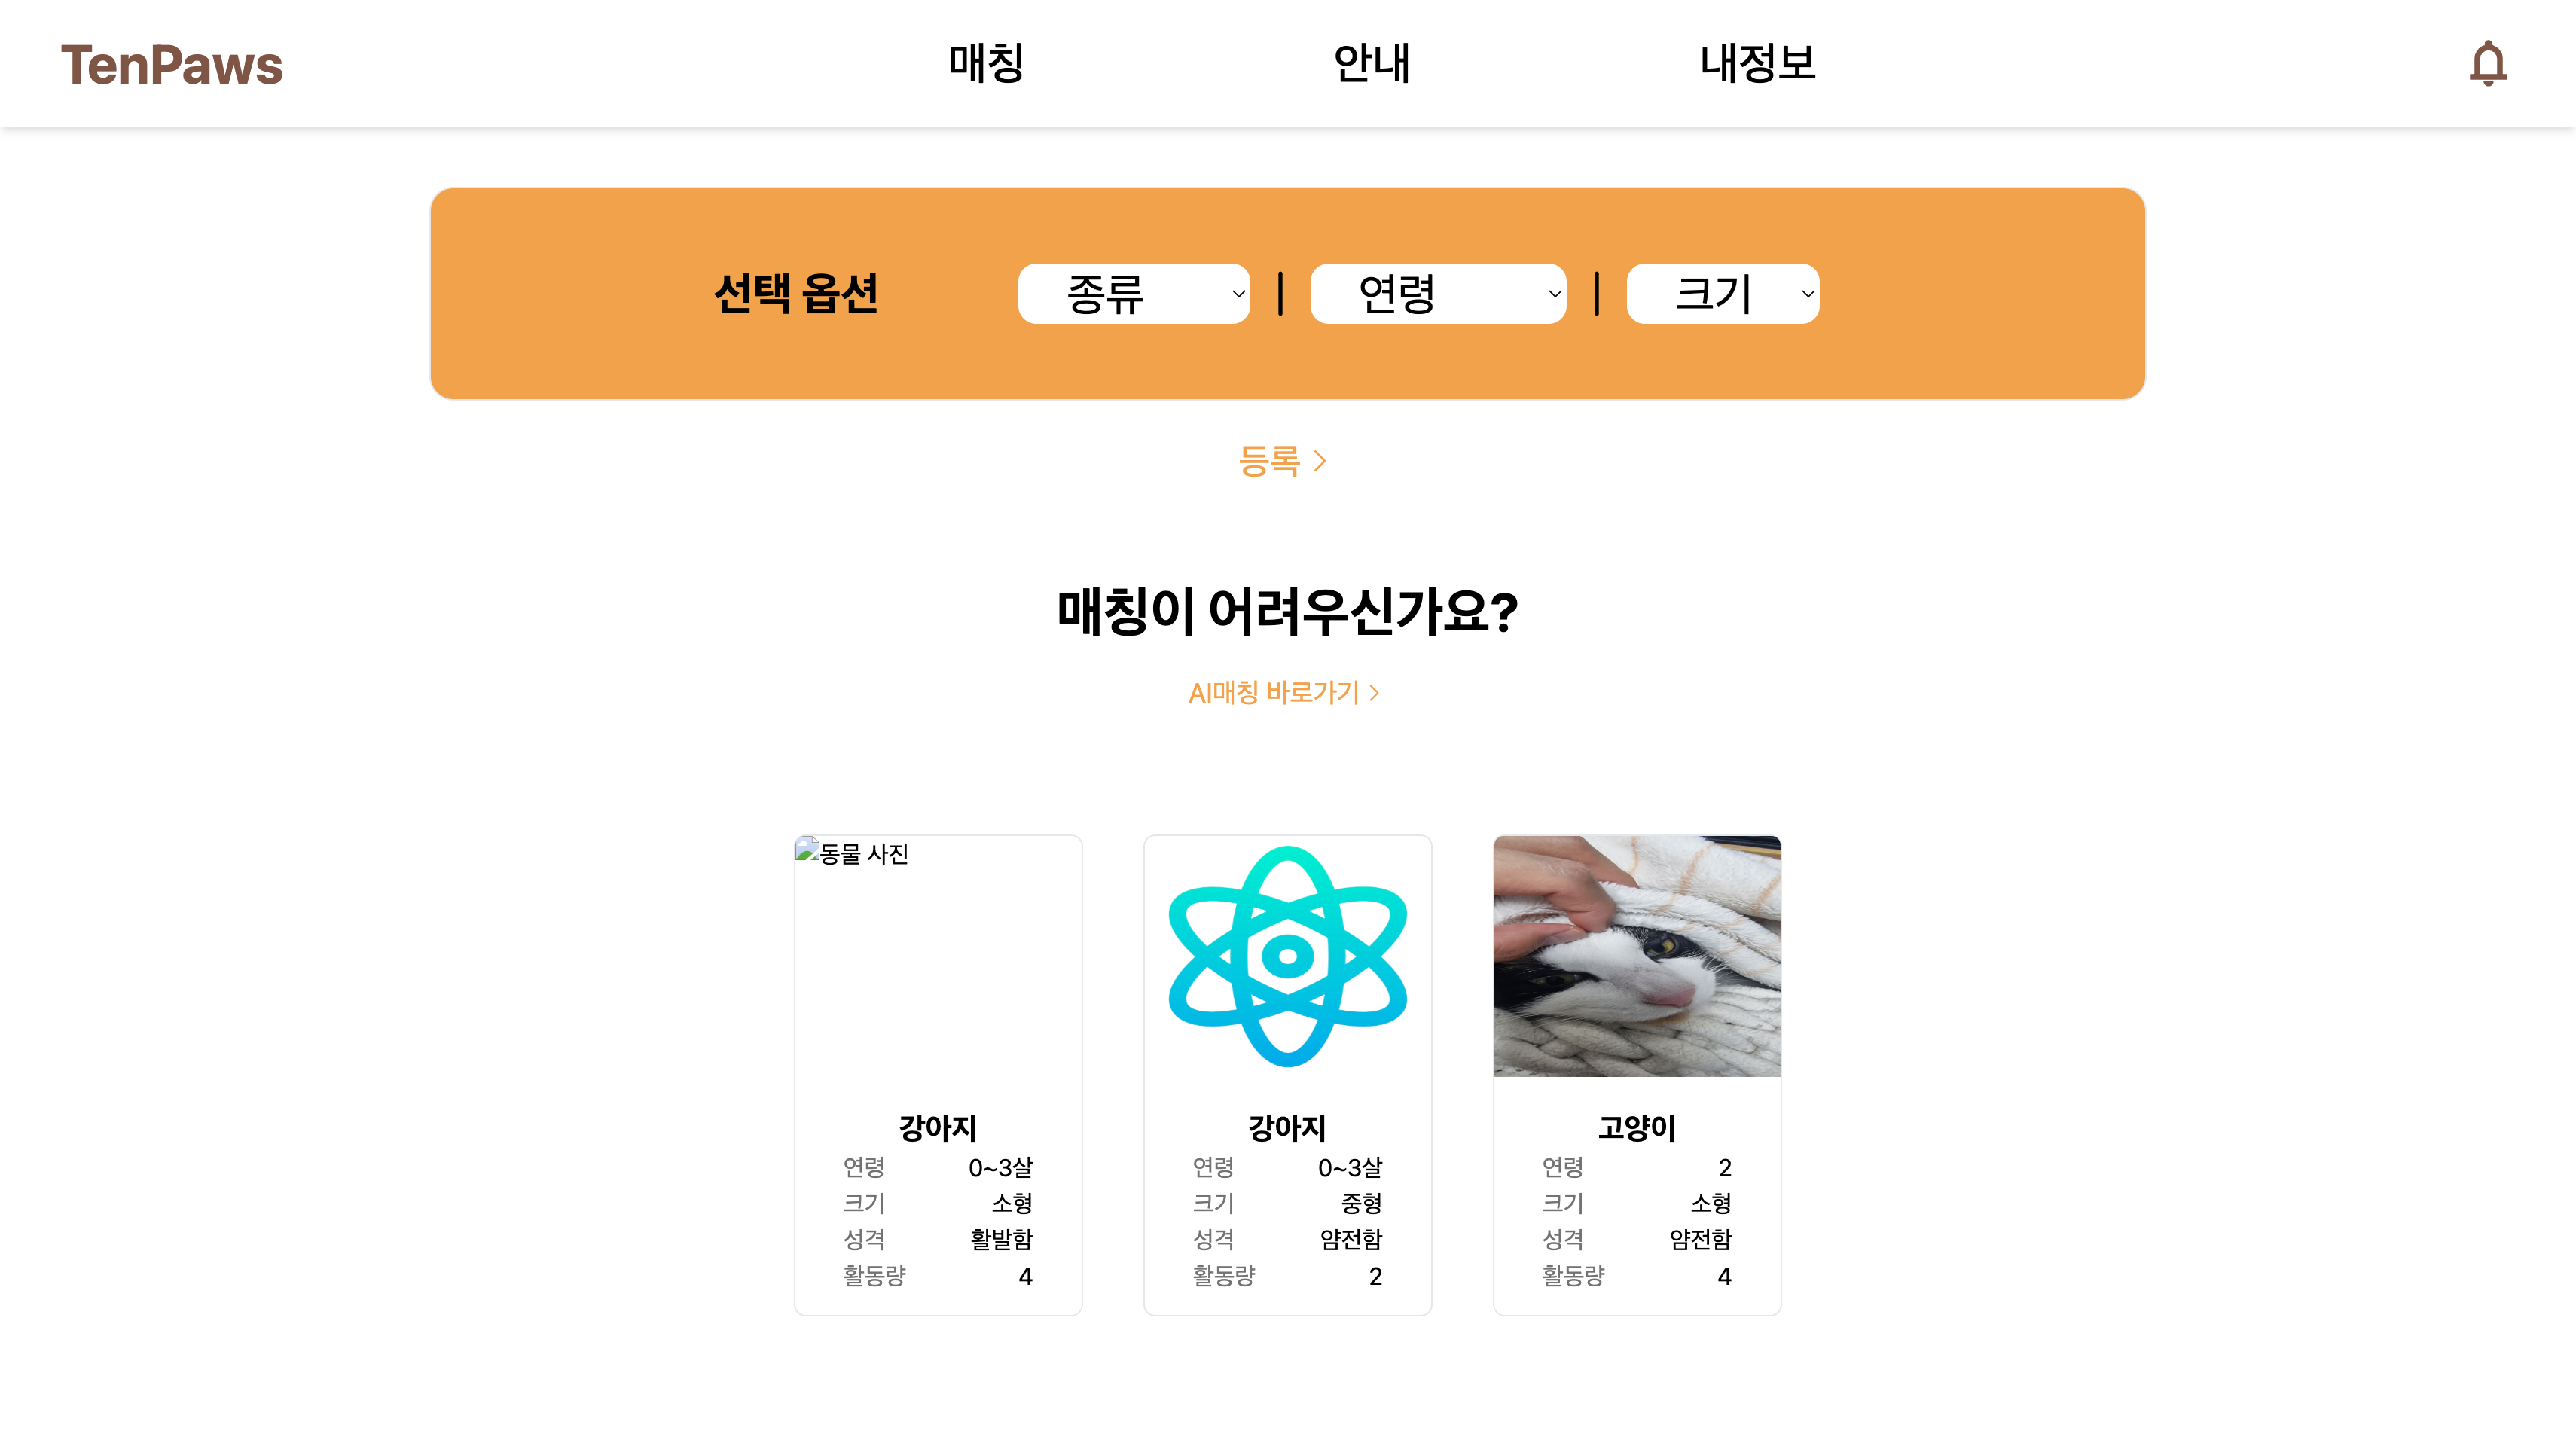 TenPaws 매칭 안내 내정보
선택 옵션 종류 | 연령 | 크기
등록 >
매칭이 어려우신가요?
AI매칭 바로가기 >
동물 사진
강아지
연령 0~3살
크기 소형
성격 활발함
활동량 4
강아지
연령 0~3살
크기 중형
성격 얌전함
활동량 2
고양이
연령 2
크기 소형
성격 얌전함
활동량 4